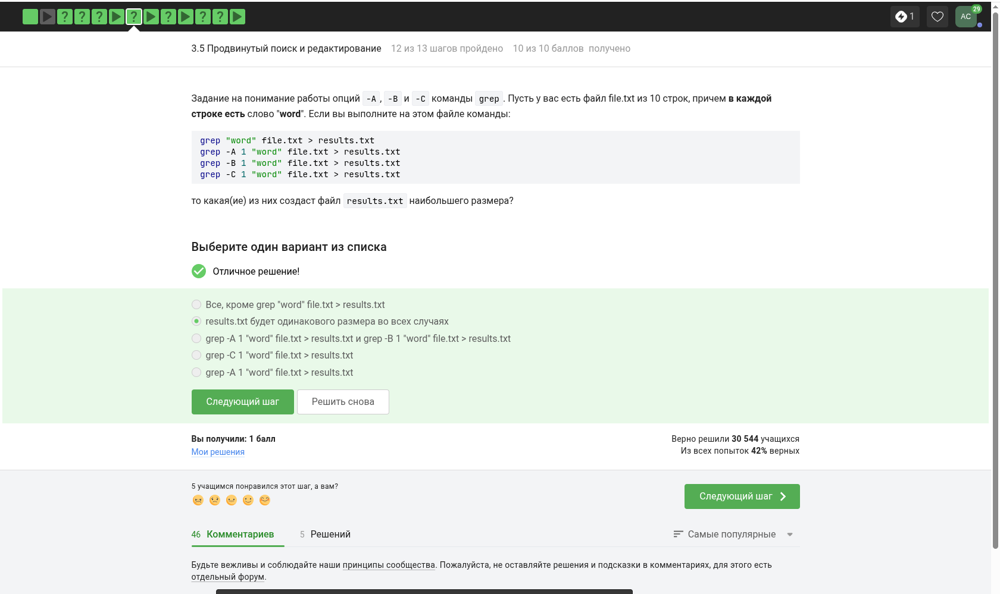 ? ? ? ? ? ? ?
1 AC 29
3.5 Продвинутый поиск и редактирование 12 из 13 шагов пройдено 10 из 10 баллов получено
Задание на понимание работы опций -A, -B и -C команды grep. Пусть у вас есть файл file.txt из 10 строк, причем в каждой
строке есть слово "word". Если вы выполните на этом файле команды:
grep "word" file.txt > results.txt
grep -A 1 "word" file.txt > results.txt
grep -B 1 "word" file.txt > results.txt
grep -C 1 "word" file.txt > results.txt
то какая(ие) из них создаст файл results.txt наибольшего размера?
Выберите один вариант из списка
Отличное решение!
Все, кроме grep "word" file.txt > results.txt
results.txt будет одинакового размера во всех случаях
grep -A 1 "word" file.txt > results.txt и grep -B 1 "word" file.txt > results.txt
grep -C 1 "word" file.txt > results.txt
grep -A 1 "word" file.txt > results.txt
Следующий шаг Решить снова
Вы получили: 1 балл
Мои решения
Верно решили 30 544 учащихся
Из всех попыток 42% верных
5 учащимся понравился этот шаг, а вам?
Следующий шаг
46 Комментариев 5 Решений Самые популярные
Будьте вежливы и соблюдайте наши принципы сообщества. Пожалуйста, не оставляйте решения и подсказки в комментариях, для этого есть
отдельный форум.